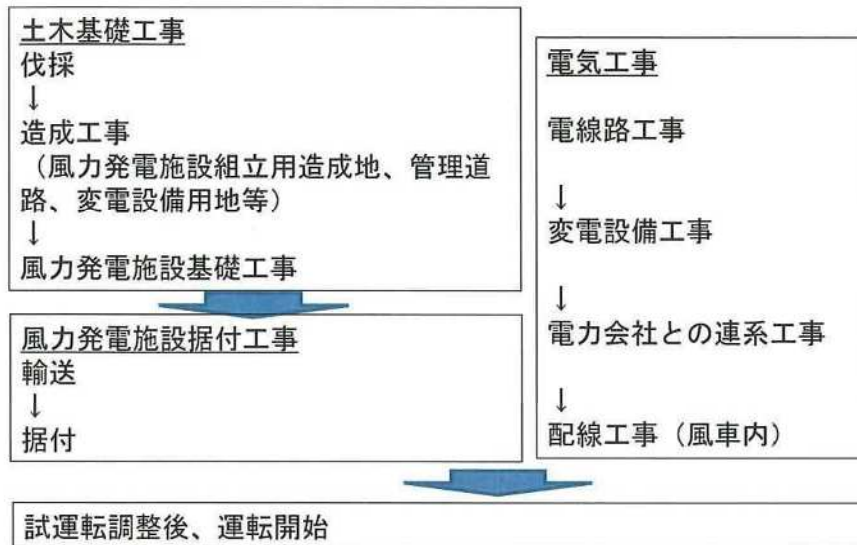 土木基礎工事
伐採
↓
造成工事
（風力発電施設組立用造成地、管理道
路、変電設備用地等）
↓
風力発電施設基礎工事
風力発電施設据付工事
輸送
↓
据付
電気工事
電線路工事
↓
変電設備工事
↓
電力会社との連系工事
↓
配線工事（風車内）
試運転調整後、運転開始